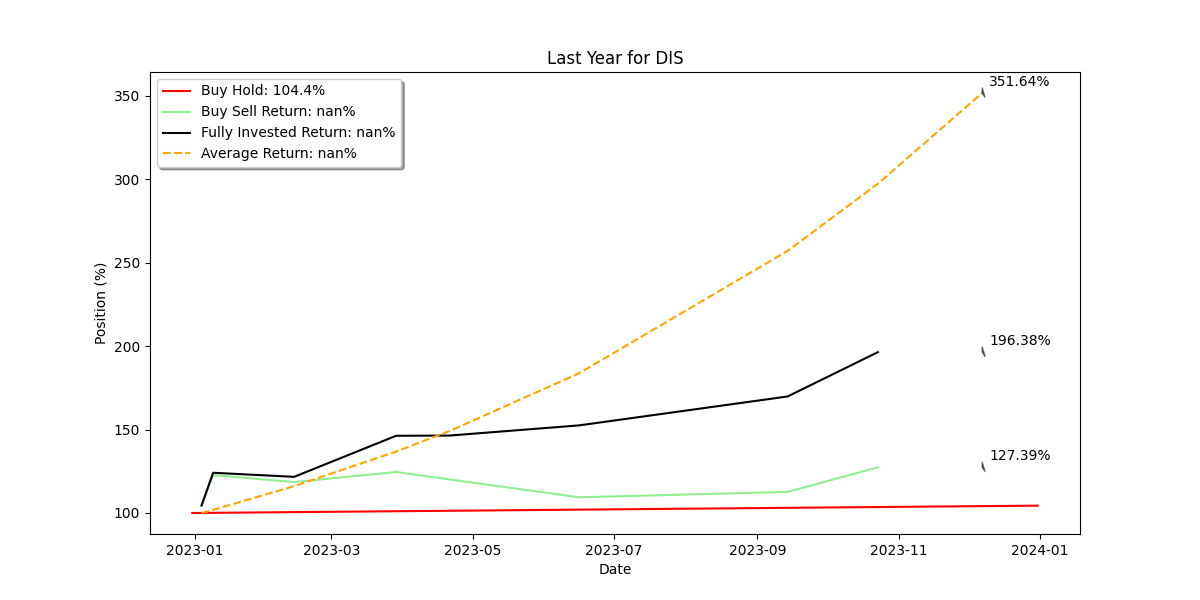 Last Year for DIS
Buy Hold: 104.4%
Buy Sell Return: nan%
Fully Invested Return: nan%
Average Return: nan%
351.64%
196.38%
127.39%
350
300
250
200
150
100
Position (%)
2023-01 2023-03 2023-05 2023-07 2023-09 2023-11 2024-01
Date